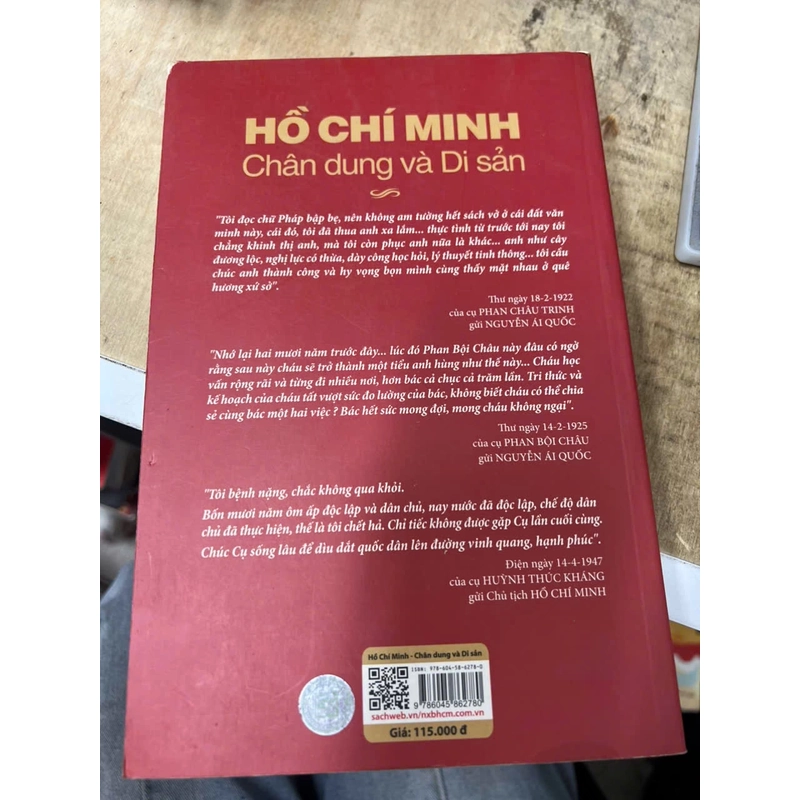 HỒ CHÍ MINH
Chân dung và Di sản
"Tôi đọc chữ Pháp bập bẹ, nên không am tường hết sách vở ở cái đất văn
minh này, cái đó, tôi đã thua anh xa lắm... thực tình từ trước tới nay tôi
chẳng khinh thị anh, mà tôi còn phục anh nữa là khác... anh như cây
đương lộc, nghị lực có thừa, dày công học hỏi, lý thuyết tinh thông... tôi cầu
chúc anh thành công và hy vọng bọn mình cùng thấy mặt nhau ở quê
hương xứ sở".
Thư ngày 18-2-1922
của cụ PHAN CHÂU TRINH
gửi NGUYỄN ÁI QUỐC
"Nhớ lại hai mươi năm trước đây... lúc đó Phan Bội Châu này đâu có ngờ
rằng sau này cháu sẽ trở thành một tiểu anh hùng như thế này... Cháu học
vấn rộng rãi và từng đi nhiều nơi, hơn bác cả chục cả trăm lần. Tri thức và
kế hoạch của cháu tất vượt sức đo lường của bác, không biết cháu có thể chia
sẻ cùng bác một hai việc ? Bác hết sức mong đợi, mong cháu không ngại".
Thư ngày 14-2-1925
của cụ PHAN BỘI CHÂU
gửi NGUYỄN ÁI QUỐC
"Tôi bệnh nặng, chắc không qua khỏi.
Bốn mươi năm ôm ấp độc lập và dân chủ, nay nước đã độc lập, chế độ dân
chủ đã thực hiện, thế là tôi chết hả. Chỉ tiếc không được gặp Cụ lần cuối cùng.
Chúc Cụ sống lâu để dìu dắt quốc dân lên đường vinh quang, hạnh phúc".
Điện ngày 14-4-1947
của cụ HUỲNH THÚC KHÁNG
gửi Chủ tịch HỒ CHÍ MINH
Hồ Chí Minh - Chân dung và Di sản
ISBN: 978-604-58-6278-0
9 786045 862780
sachweb.vn/nxbhcm.com.vn
Giá: 115.000 đ